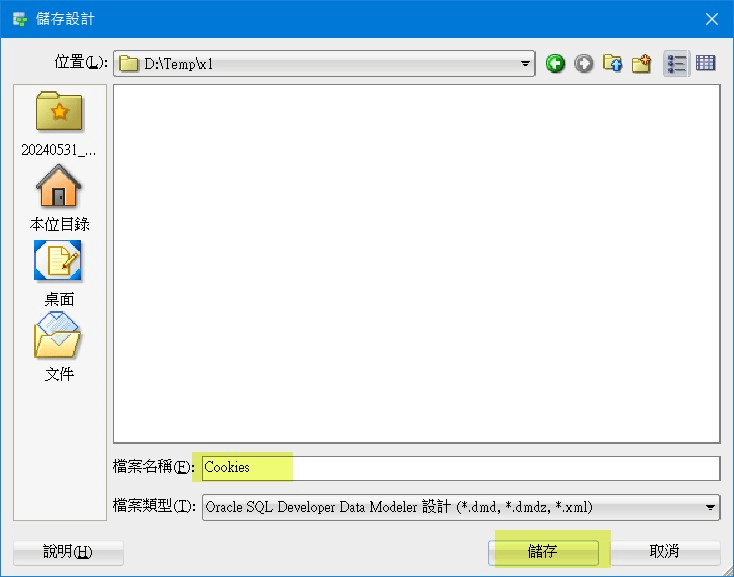 儲存設計
位置(L): D:\Temp\x1
20240531_...
本位目錄
桌面
文件
檔案名稱(F): Cookies
檔案類型(T): Oracle SQL Developer Data Modeler 設計 (*.dmd, *.dmdz, *.xml)
說明(H) 儲存 取消